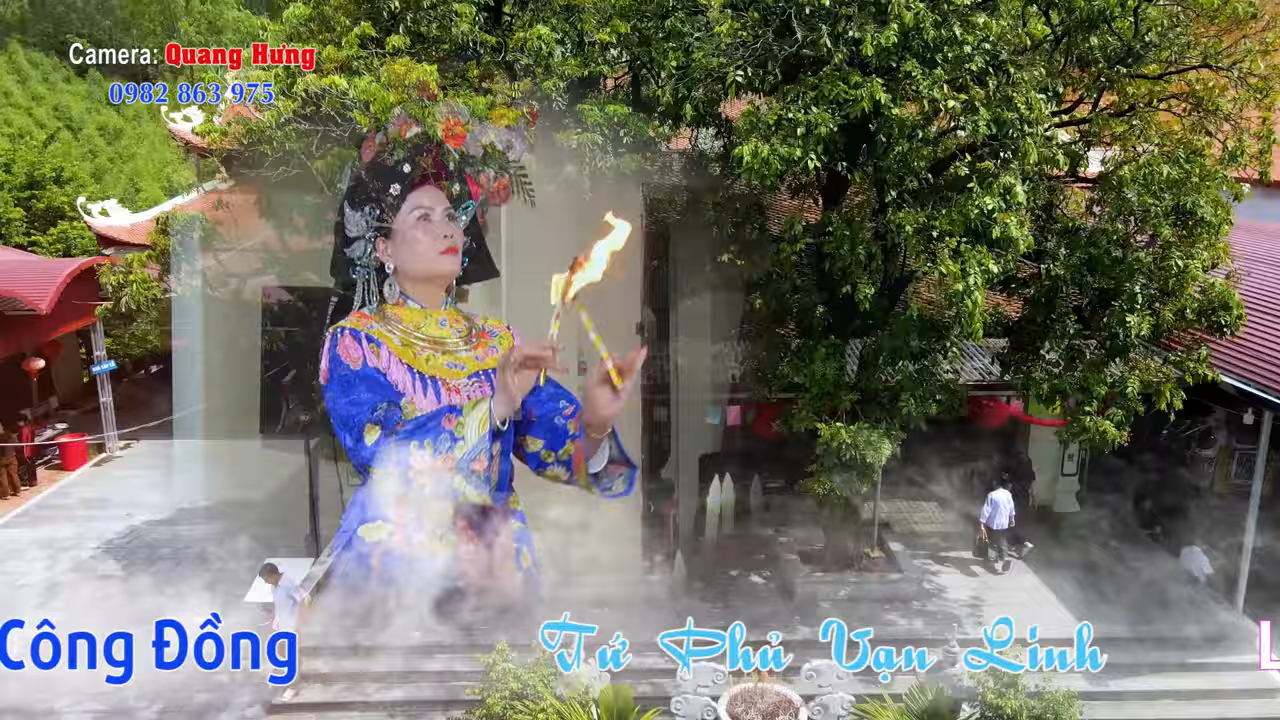 Camera: Quang Hưng
0982 863 975
Công Đồng
Tứ Phủ Vạn Linh
L